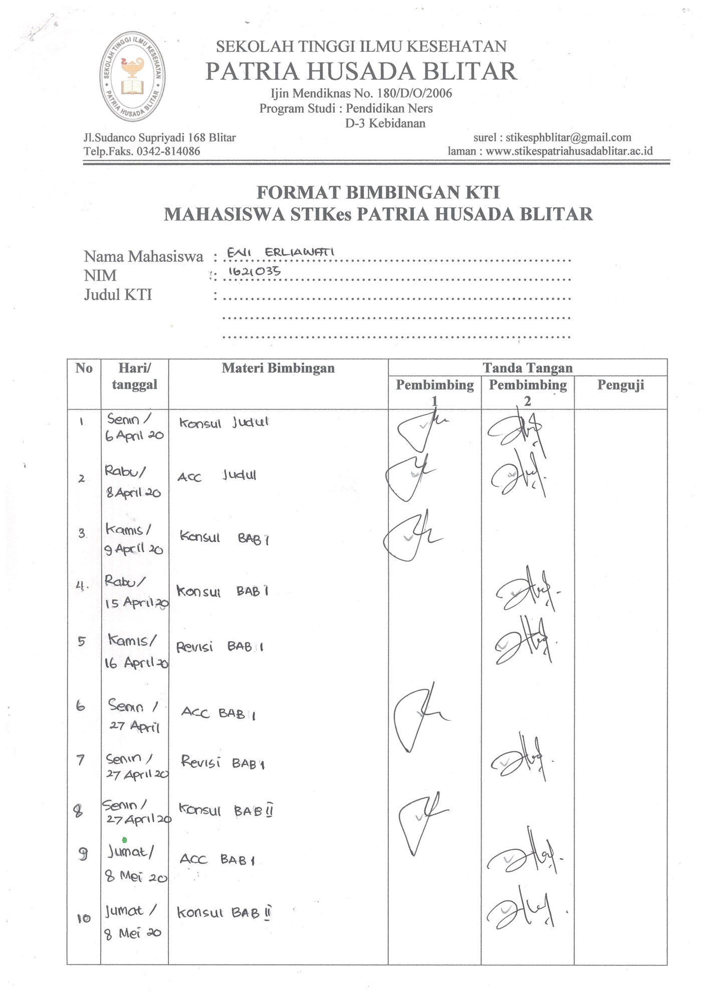 SEKOLAH TINGGI ILMU KESEHATAN
PATRIA HUSADA BLITAR
SEKOLAH TINGGI ILMU KESEHATAN
PATRIA HUSADA BLITAR
Ijin Mendiknas No. 180/D/O/2006
Program Studi : Pendidikan Ners
D-3 Kebidanan
Jl.Sudanco Supriyadi 168 Blitar surel : stikesphblitar@gmail.com
Telp.Faks. 0342-814086 laman : www.stikespatriahusadablitar.ac.id
FORMAT BIMBINGAN KTI
MAHASISWA STIKes PATRIA HUSADA BLITAR
Nama Mahasiswa : ENI ERLIAWATI
NIM : 1621035
Judul KTI :
No Hari/ Materi Bimbingan Tanda Tangan
tanggal Pembimbing Pembimbing Penguji
1 2
1 Senin / Konsul Judul
6 April 20
2 Rabu/ ACC Judul
8 April 20
3 Kamis/ Konsul BAB 1
9 April 20
4. Rabu/ Konsul BAB 1
15 April 20
5 Kamis/ Revisi BAB 1
16 April 20
6 Senin / ACC BAB 1
27 April
7 Senin / Revisi BAB 1
27 April 20
8 Senin / Konsul BAB II
27 April 20
9 Jumat/ ACC BAB 1
8 Mei 20
10 Jumat / Konsul BAB II
8 Mei 20